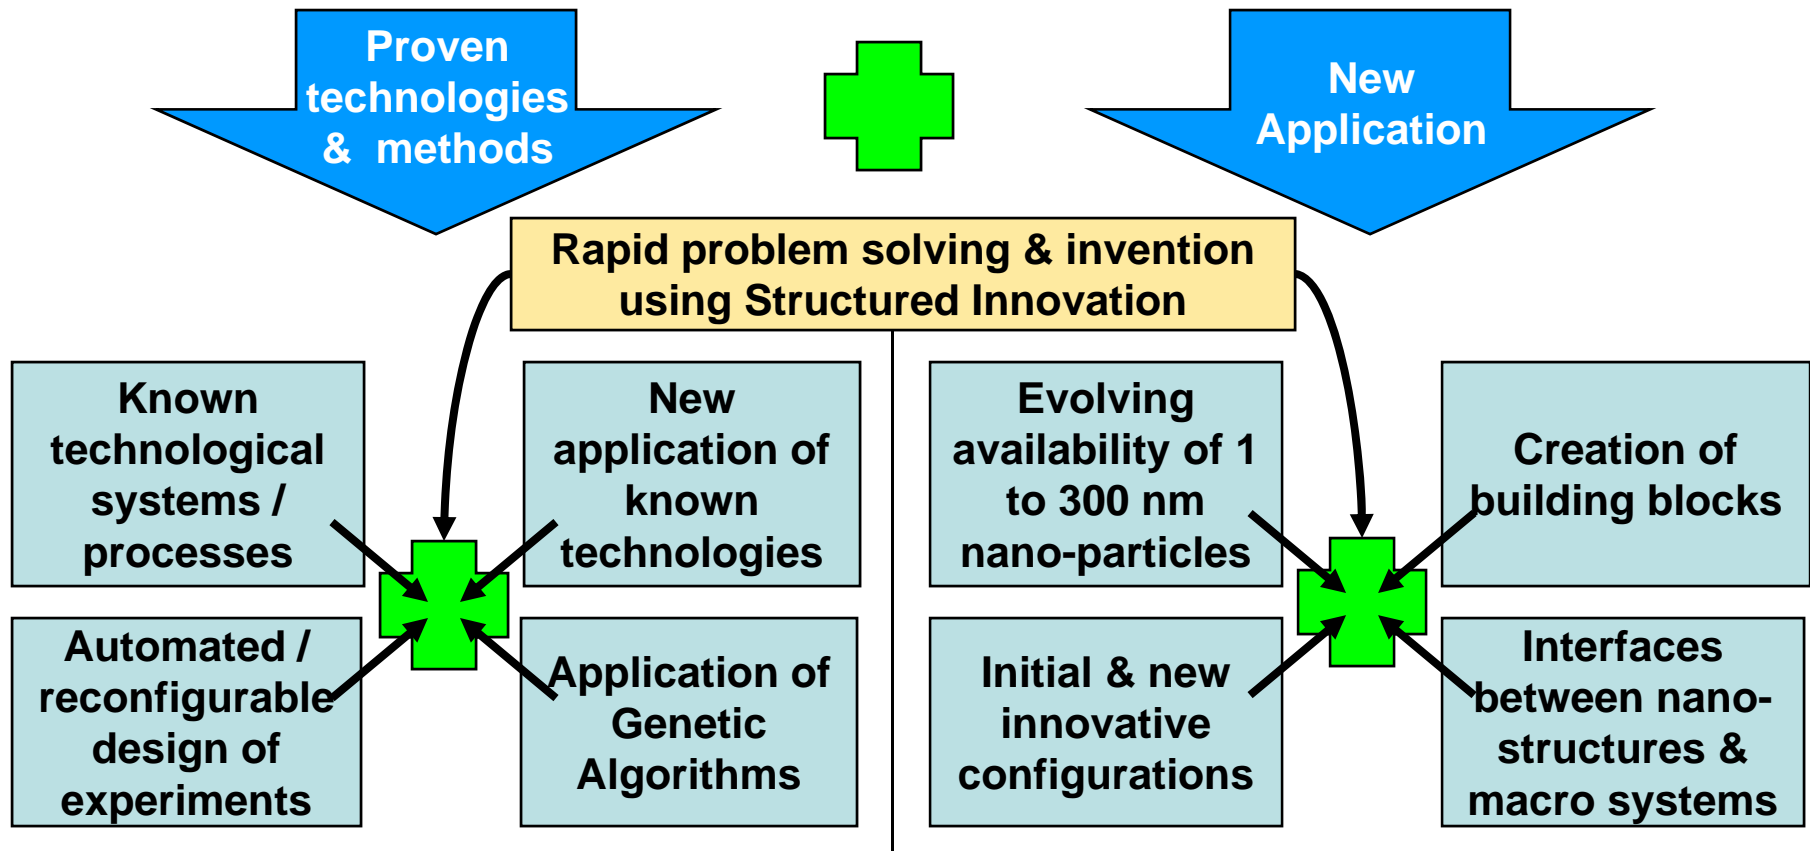 Proven
technologies
& methods
New
Application
Rapid problem solving & invention
using Structured Innovation
Known
technological
systems /
processes
New
application of
known
technologies
Evolving
availability of 1
to 300 nm
nano-particles
Creation of
building blocks
Automated /
reconfigurable
design of
experiments
Application of
Genetic
Algorithms
Initial & new
innovative
configurations
Interfaces
between nano-
structures &
macro systems